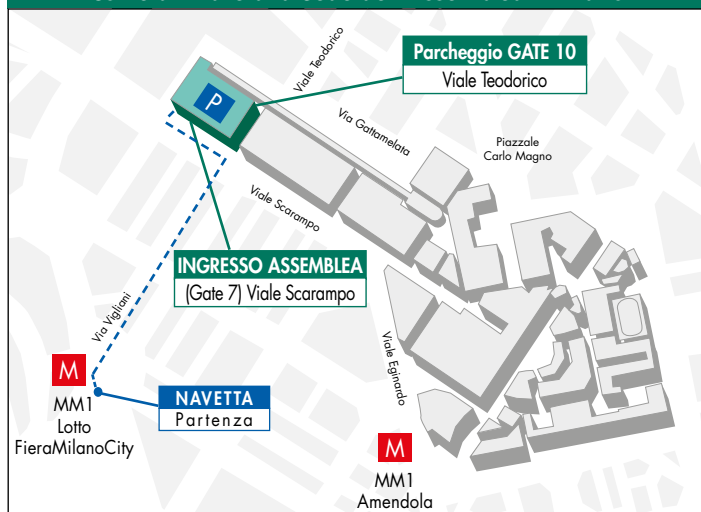 Viale Teodorico
Parcheggio GATE 10
Viale Teodorico
P
Via Gattamelata
Piazzale
Carlo Magno
Viale Scarampo
INGRESSO ASSEMBLEA
(Gate 7) Viale Scarampo
Via Vigliani
Viale Eginardo
M
MM1
Lotto
FieraMilanoCity
NAVETTA
Partenza
M
MM1
Amendola